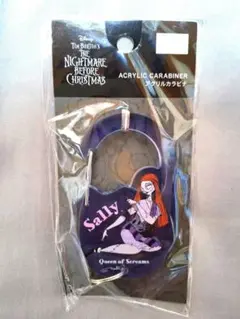 Disney
TIM BURTON'S
THE
NIGHTMARE
BEFORE
CHRISTMAS
ACRYLIC CARABINER
アクリルカラビナ
Sally
Queen of Screams